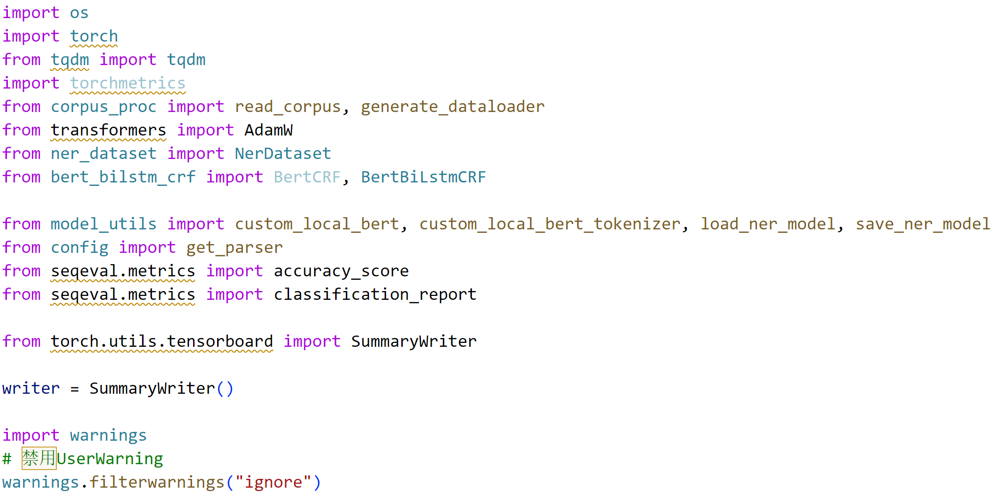 import os
import torch
from tqdm import tqdm
import torchmetrics
from corpus_proc import read_corpus, generate_dataloader
from transformers import AdamW
from ner_dataset import NerDataset
from bert_bilstm_crf import BertCRF, BertBiLstmCRF
from model_utils import custom_local_bert, custom_local_bert_tokenizer, load_ner_model, save_ner_model
from config import get_parser
from seqeval.metrics import accuracy_score
from seqeval.metrics import classification_report
from torch.utils.tensorboard import SummaryWriter
writer = SummaryWriter()
import warnings
# 禁用UserWarning
warnings.filterwarnings("ignore")